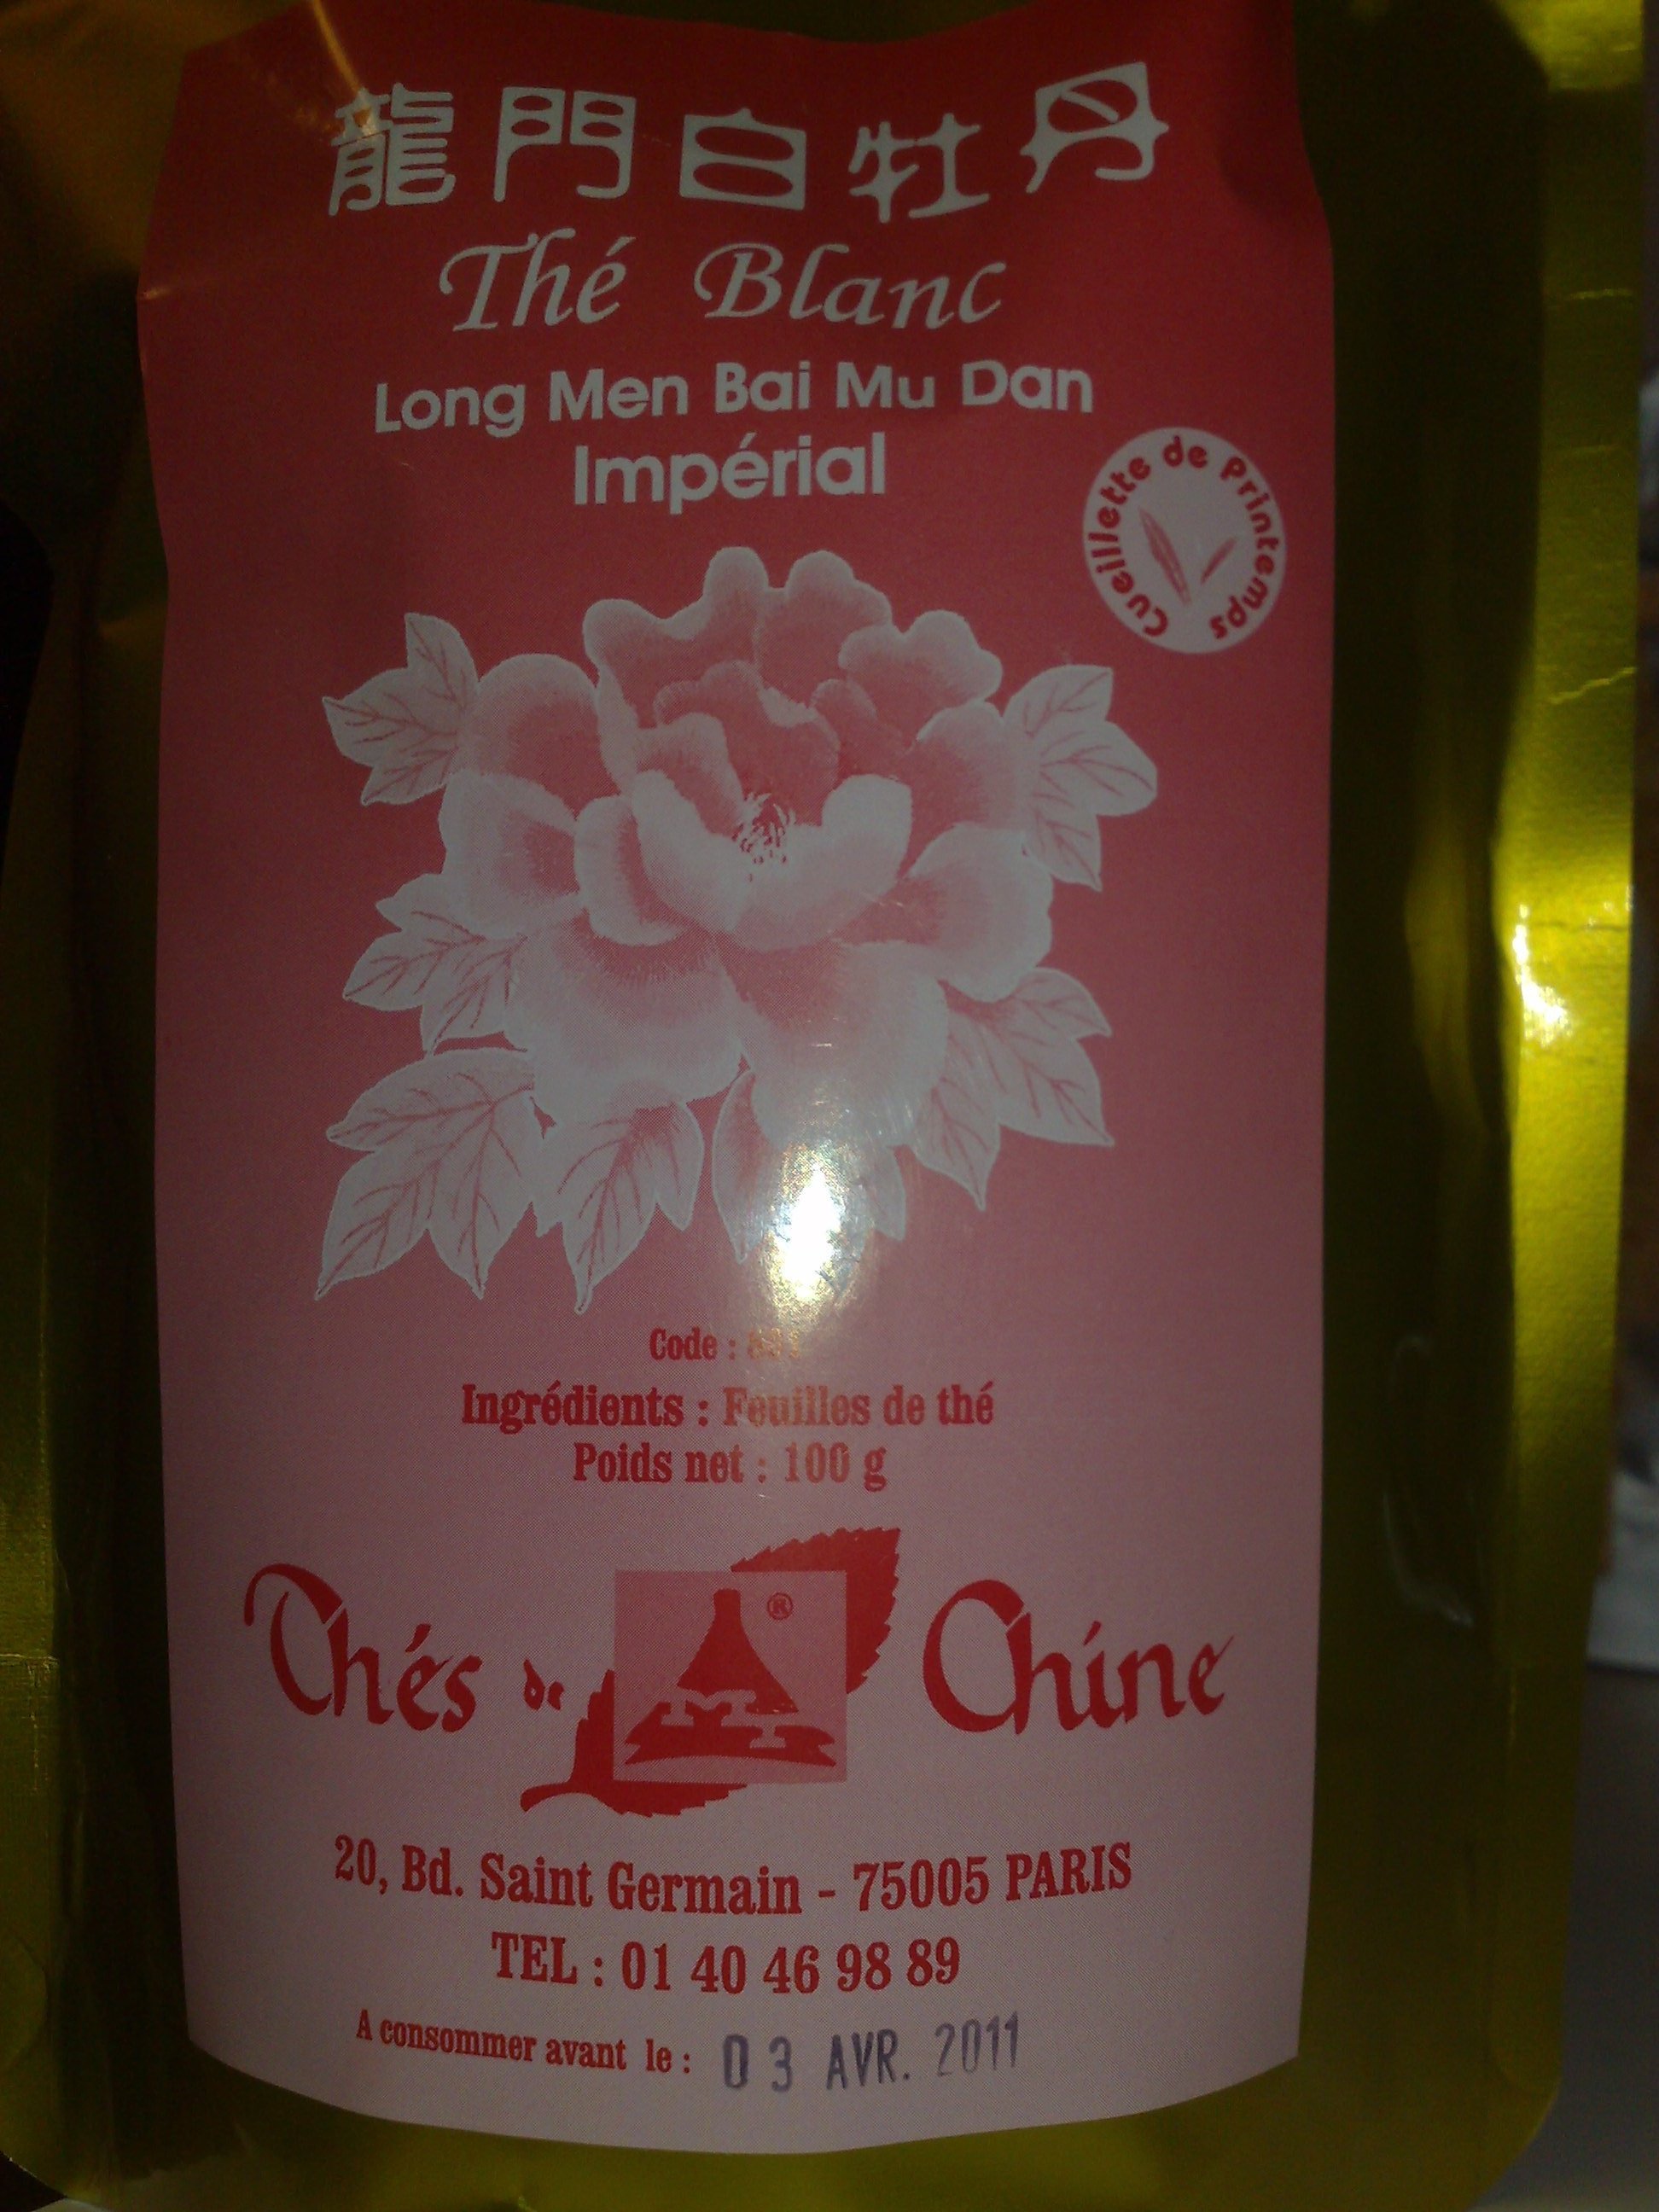 龍門白牡丹
Thé Blanc
Long Men Bai Mu Dan
Impérial
Cueillette de Printemps
Code :
Ingrédients : Feuilles de thé
Poids net : 100 g
Thés de Chine
®
20, Bd. Saint Germain - 75005 PARIS
TEL : 01 40 46 98 89
A consommer avant le : 03 AVR. 2011